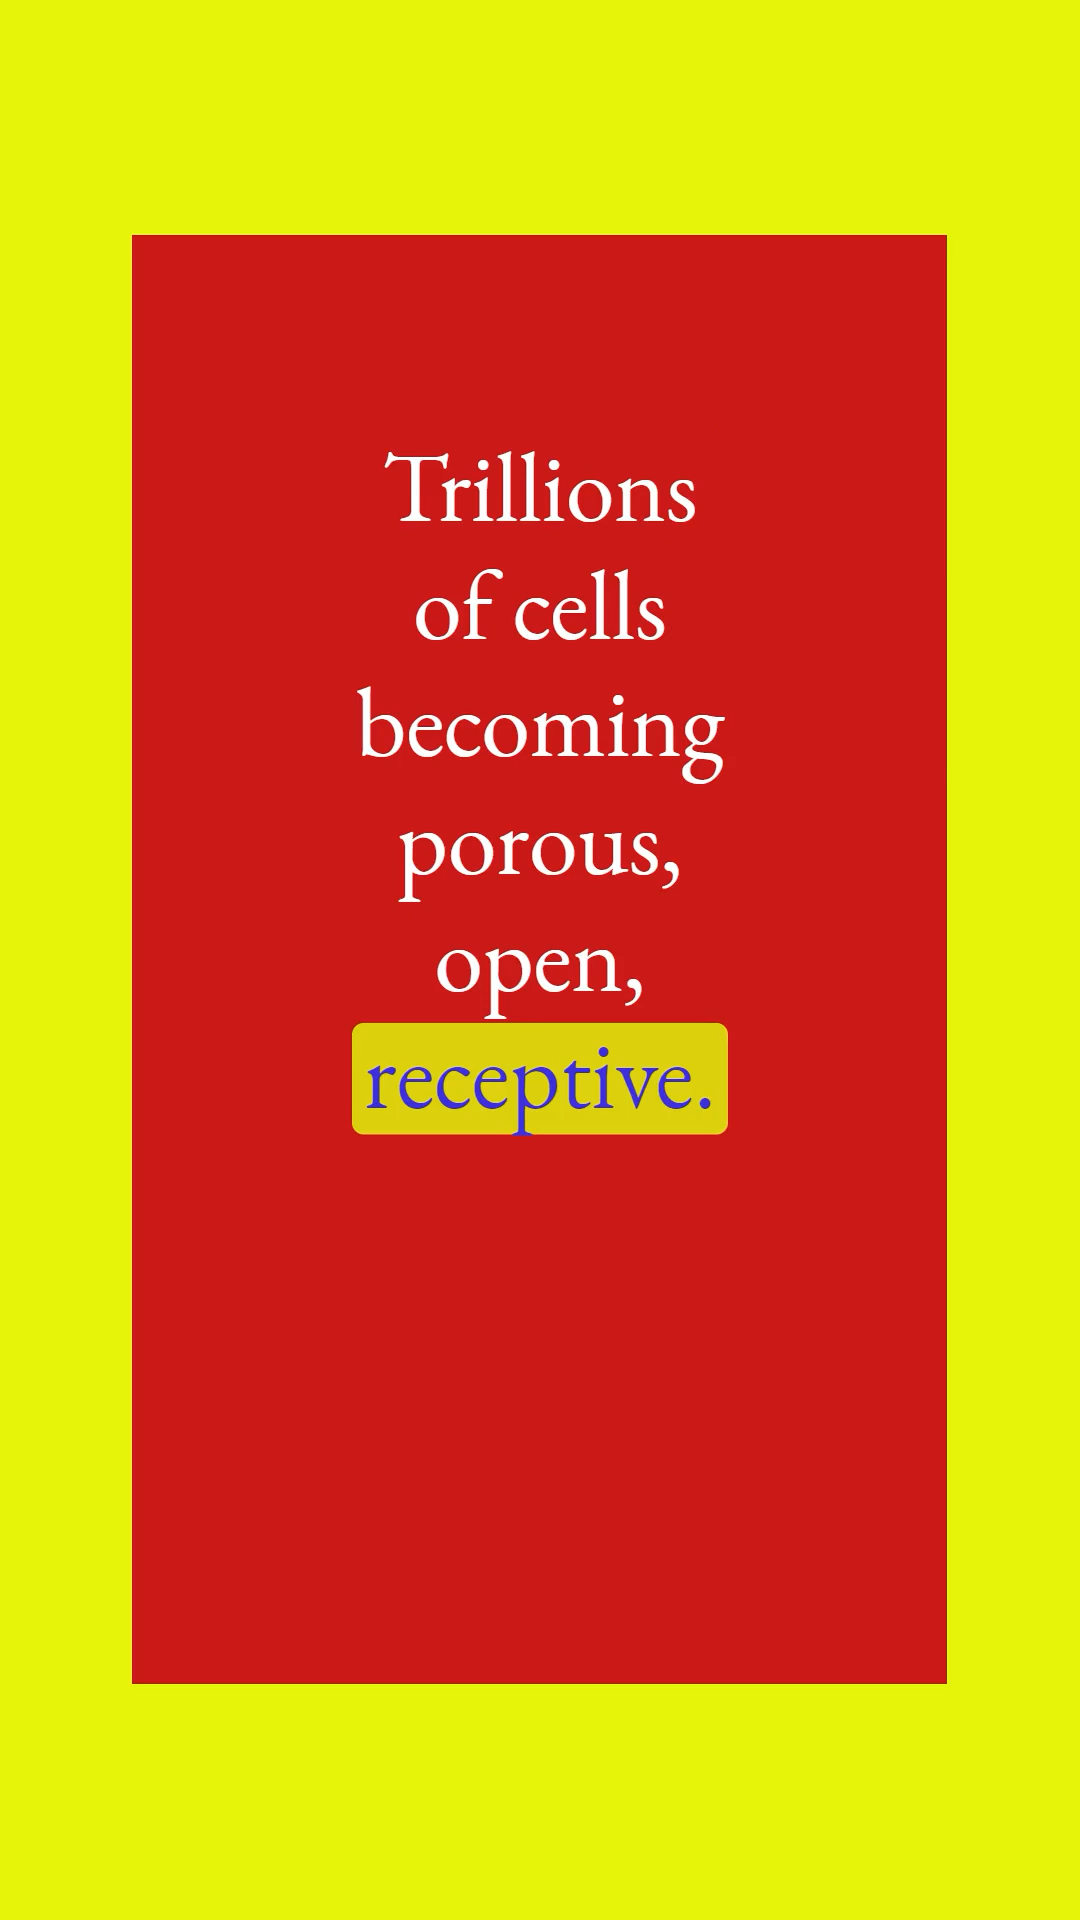 Trillions
of cells
becoming
porous,
open,
receptive.